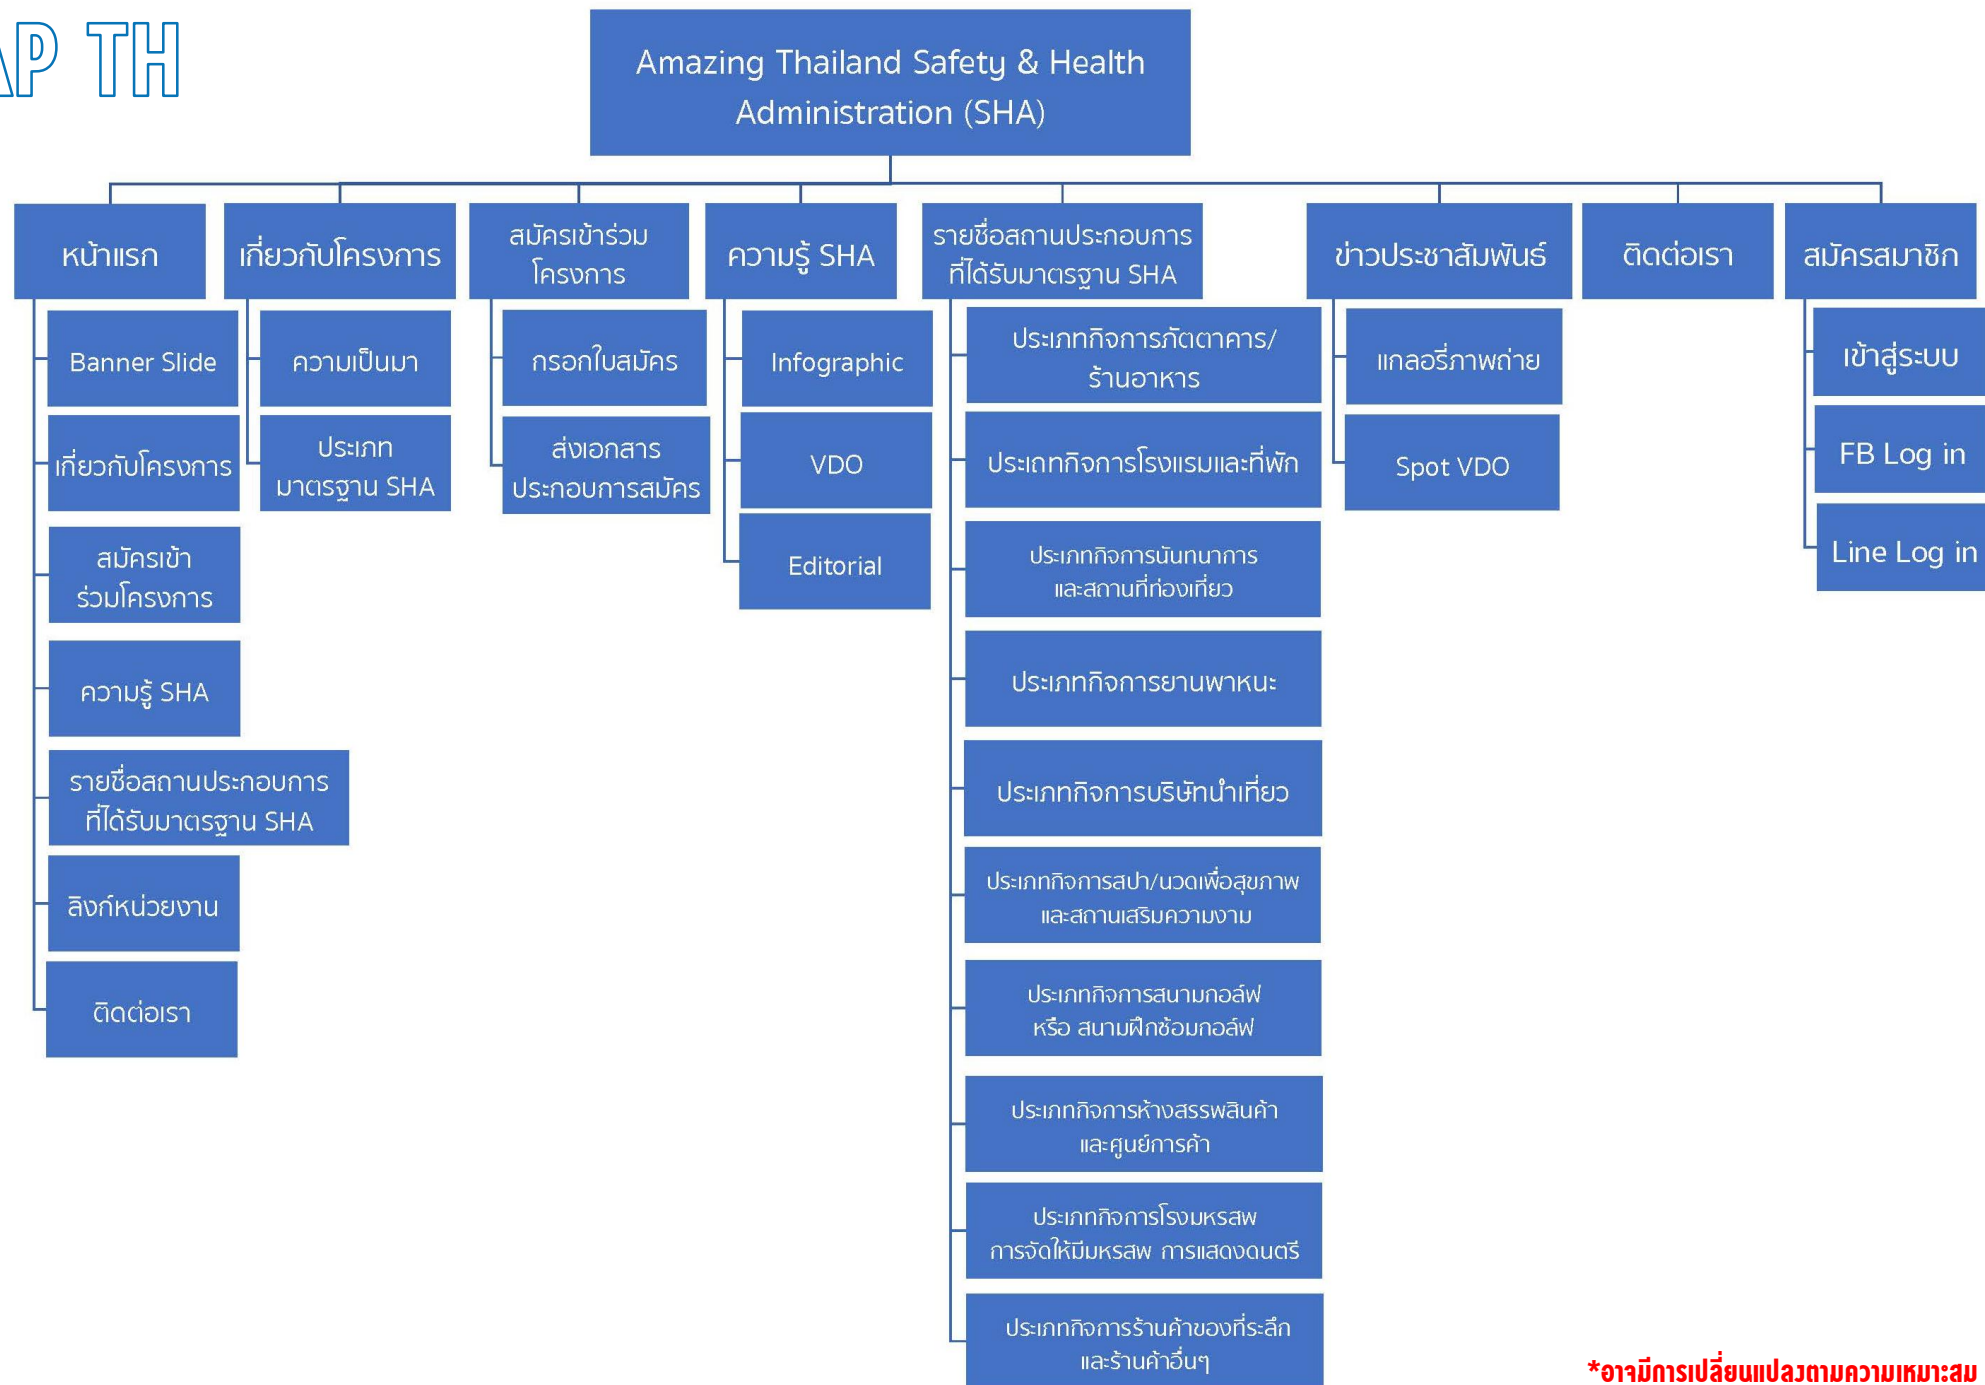 AP TH
Amazing Thailand Safety & Health
Administration (SHA)
หน้าแรก
Banner Slide
เกี่ยวกับโครงการ
สมัครเข้า
ร่วมโครงการ
ความรู้ SHA
รายชื่อสถานประกอบการ
ที่ได้รับมาตรฐาน SHA
ลิงก์หน่วยงาน
ติดต่อเรา
เกี่ยวกับโครงการ
ความเป็นมา
ประเภท
มาตรฐาน SHA
สมัครเข้าร่วม
โครงการ
กรอกใบสมัคร
ส่งเอกสาร
ประกอบการสมัคร
ความรู้ SHA
Infographic
VDO
Editorial
รายชื่อสถานประกอบการ
ที่ได้รับมาตรฐาน SHA
ประเภทกิจการภัตตาคาร/
ร้านอาหาร
ประเถทกิจการโรงแรมและที่พัก
ประเภทกิจการนันทนาการ
และสถานที่ท่องเที่ยว
ประเภทกิจการยานพาหนะ
ประเภทกิจการบริษัทนำเที่ยว
ประเภทกิจการสปา/นวดเพื่อสุขภาพ
และสถานเสริมความงาม
ประเภทกิจการสนามกอล์ฟ
หรือ สนามฝึกซ้อมกอล์ฟ
ประเภทกิจการห้างสรรพสินค้า
และศูนย์การค้า
ประเภทกิจการโรงมหรสพ
การจัดให้มีมหรสพ การแสดงดนตรี
ประเภทกิจการร้านค้าของที่ระลึก
และร้านค้าอื่นๆ
ข่าวประชาสัมพันธ์
แกลอรี่ภาพถ่าย
Spot VDO
ติดต่อเรา
สมัครสมาชิก
เข้าสู่ระบบ
FB Log in
Line Log in
*อาจมีการเปลี่ยนแปลงตามความเหมาะสม